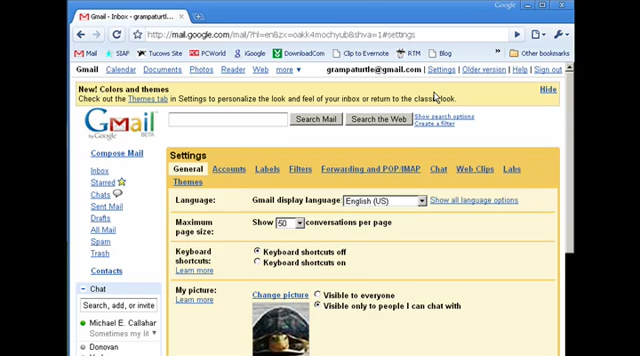 Google
Gmail - Inbox - grampaturtle@
http://mail.google.com/mail/?hl=en&zx=oakk4mochyub&shva=1#settings
Mail SIAF Tucows Site PCWorld iGoogle DownloadCom Clip to Evernote RTM Blog Other bookmarks
Gmail Calendar Documents Photos Reader Web more ▼ grampaturtle@gmail.com | Settings | Older version | Help | Sign out
New! Colors and themes Hide
Check out the Themes tab in Settings to personalize the look and feel of your inbox or return to the classic look.
Gmail
by Google BETA
Search Mail Search the Web Show search options
Create a filter
Compose Mail
Inbox
Starred
Chats
Sent Mail
Drafts
All Mail
Spam
Trash
Contacts
Chat
Search, add, or invite
Michael E. Callahar
Sometimes my lit
Donovan
Settings
General Accounts Labels Filters Forwarding and POP/IMAP Chat Web Clips Labs
Themes
Language: Gmail display language: English (US) Show all language options
Maximum page size: Show 50 conversations per page
Keyboard shortcuts: Keyboard shortcuts off
Learn more Keyboard shortcuts on
My picture: Change picture Visible to everyone
Learn more Visible only to people I can chat with